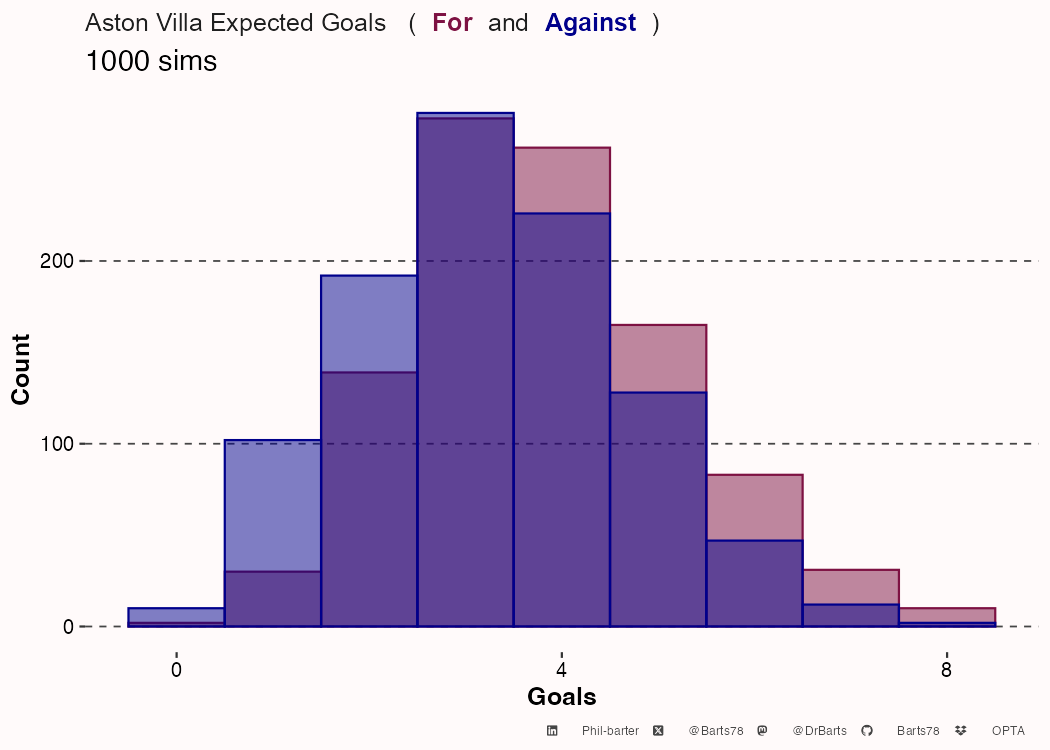 Aston Villa Expected Goals ( For and Against )
1000 sims
200
100
0
Count
0 4 8
Goals
Phil-barter @Barts78 @DrBarts Barts78 OPTA